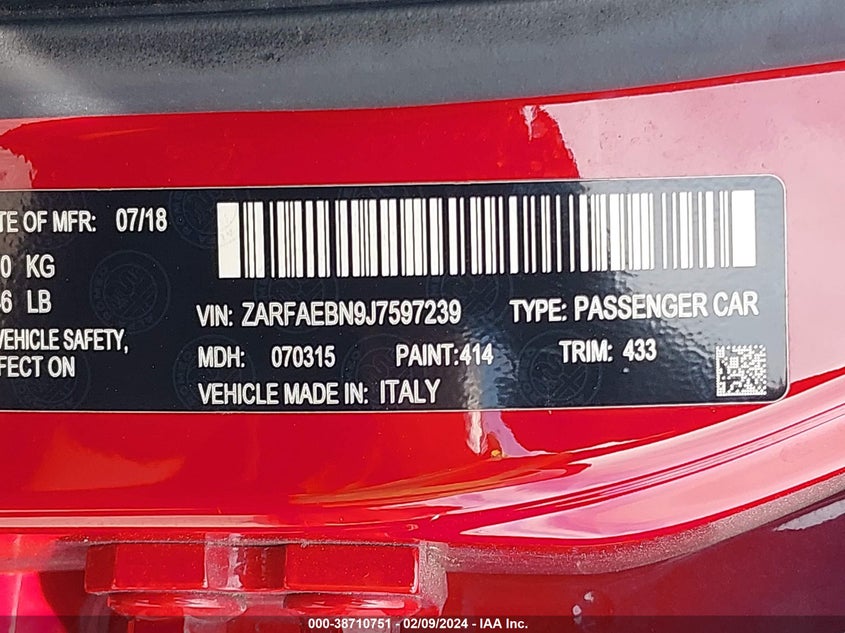 TE OF MFR: 07/18
0 KG
6 LB
VEHICLE SAFETY,
FECT ON
VIN: ZARFAEBN9J7597239 TYPE: PASSENGER CAR
MDH: 070315 PAINT:414 TRIM: 433
VEHICLE MADE IN: ITALY
000-38710751 - 02/09/2024 - IAA Inc.